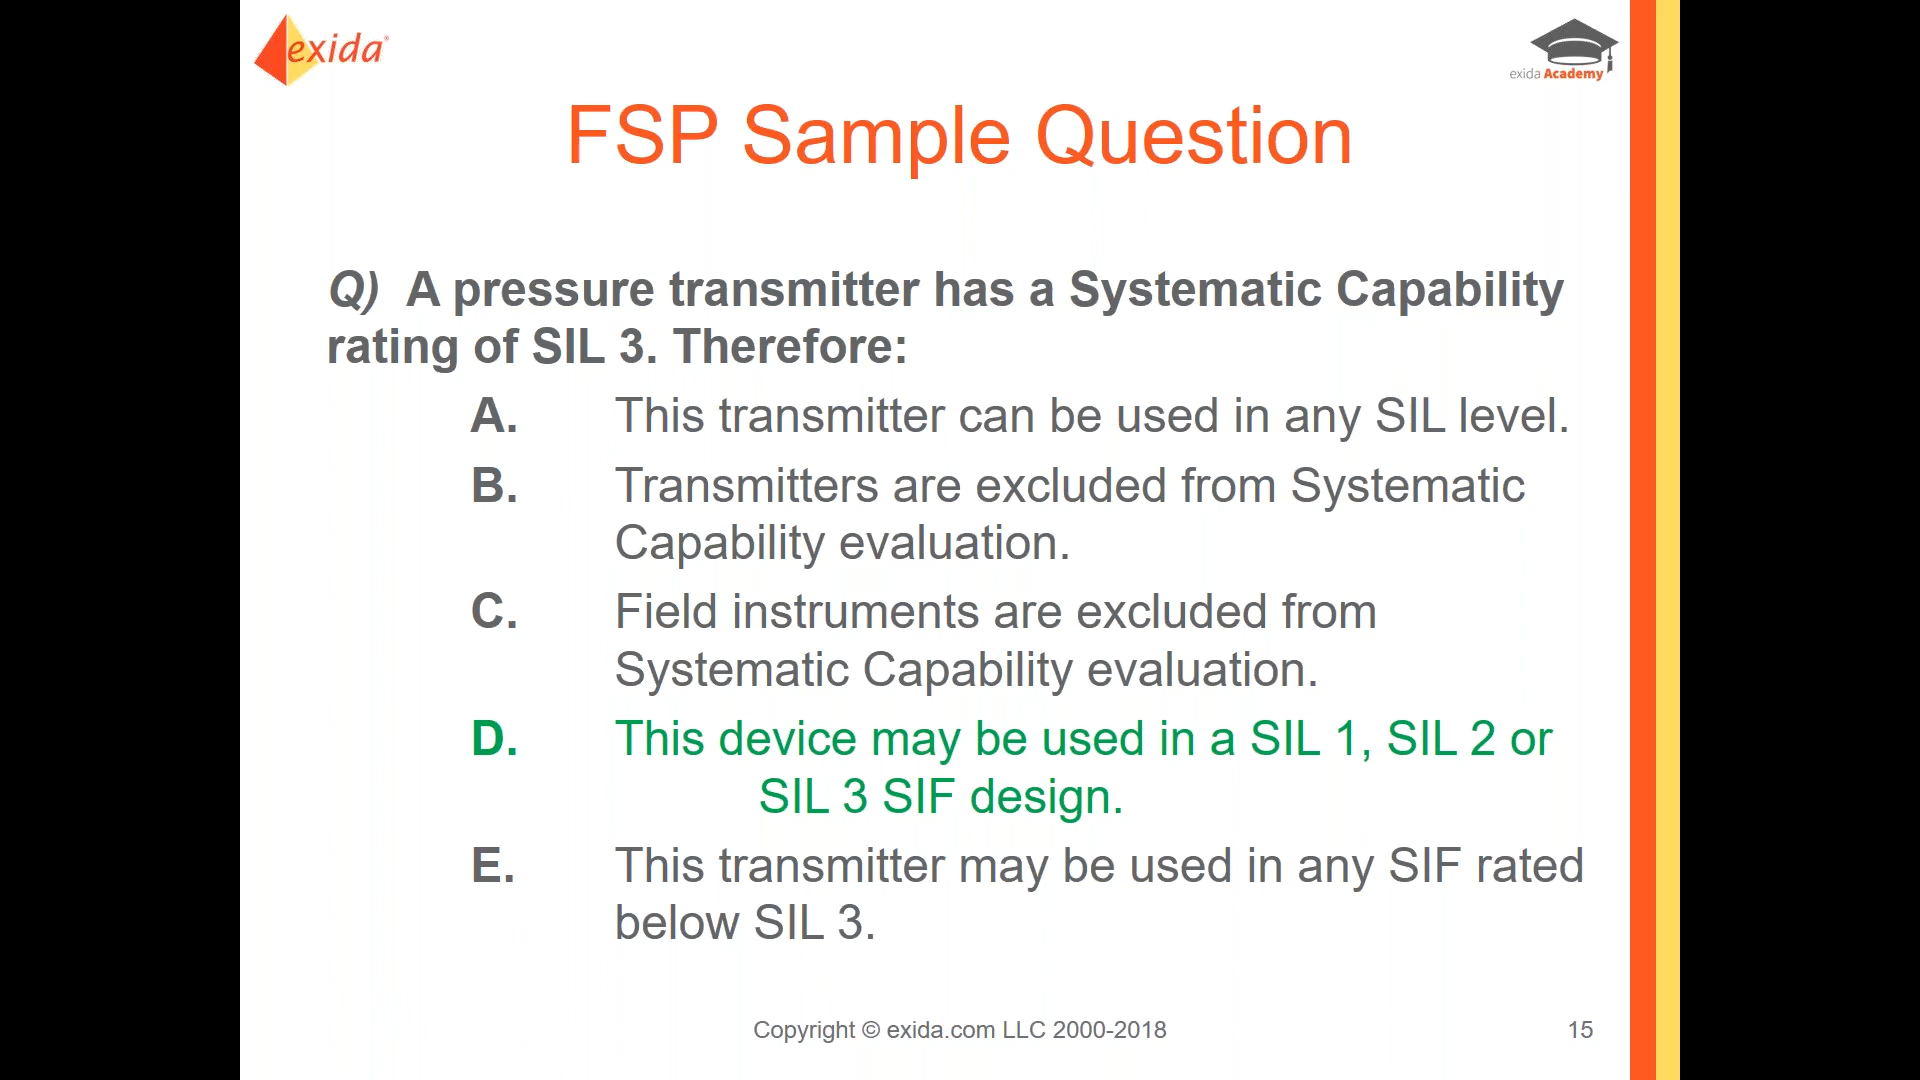 exida
exida Academy
FSP Sample Question
Q) A pressure transmitter has a Systematic Capability
rating of SIL 3. Therefore:
A. This transmitter can be used in any SIL level.
B. Transmitters are excluded from Systematic
Capability evaluation.
C. Field instruments are excluded from
Systematic Capability evaluation.
D. This device may be used in a SIL 1, SIL 2 or
SIL 3 SIF design.
E. This transmitter may be used in any SIF rated
below SIL 3.
Copyright © exida.com LLC 2000-2018
15